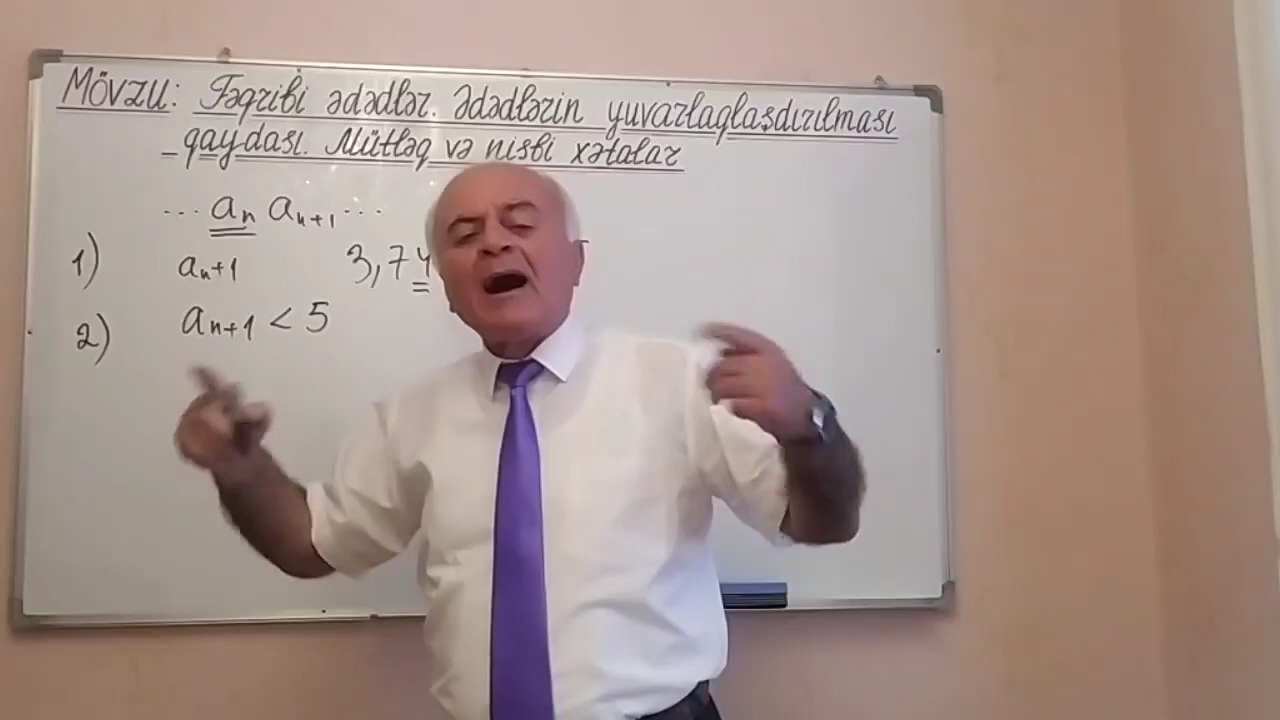 MÖVZU: Təqribi ədədlər. Ədədlərin yuvarlaqlaşdırılması
qaydası. Mütləq və nisbi xətalar
... aₙ aₙ₊₁ ...
1) aₙ₊₁ 3,74
2) aₙ₊₁ < 5